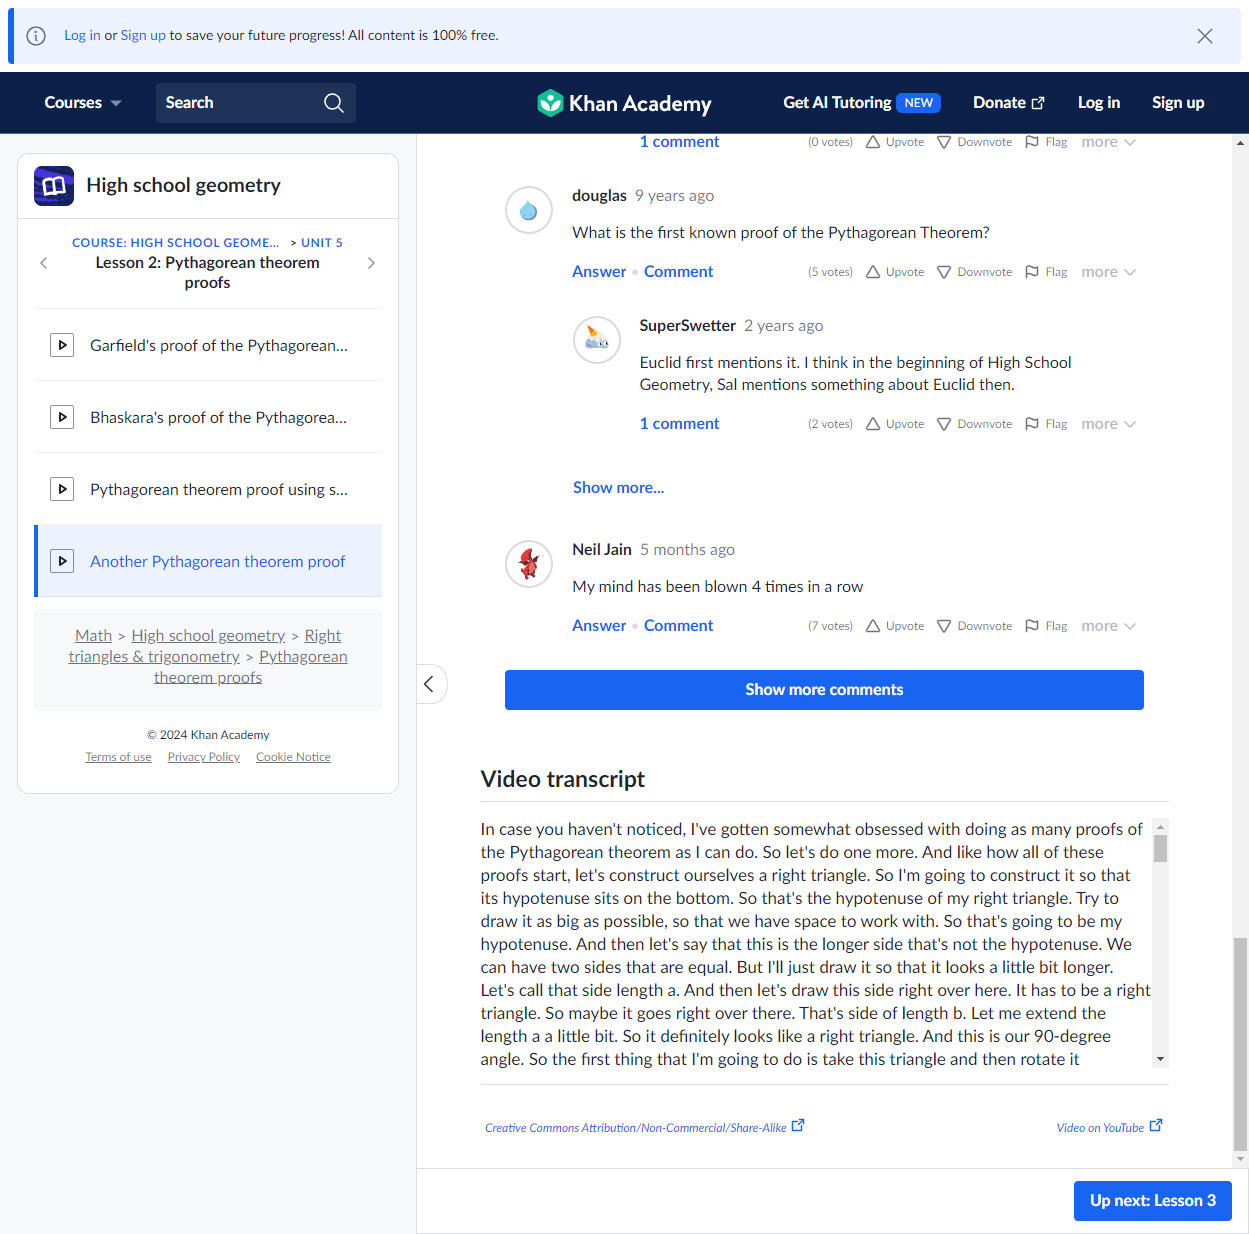 Log in or Sign up to save your future progress! All content is 100% free.
Courses
Search
Khan Academy
Get AI Tutoring NEW
Donate
Log in
Sign up
High school geometry
COURSE: HIGH SCHOOL GEOME... > UNIT 5
Lesson 2: Pythagorean theorem
proofs
Garfield's proof of the Pythagorean...
Bhaskara's proof of the Pythagorea...
Pythagorean theorem proof using s...
Another Pythagorean theorem proof
Math > High school geometry > Right
triangles & trigonometry > Pythagorean
theorem proofs
© 2024 Khan Academy
Terms of use Privacy Policy Cookie Notice
1 comment (0 votes) Upvote Downvote Flag more
douglas 9 years ago
What is the first known proof of the Pythagorean Theorem?
Answer • Comment (5 votes) Upvote Downvote Flag more
SuperSwetter 2 years ago
Euclid first mentions it. I think in the beginning of High School
Geometry, Sal mentions something about Euclid then.
1 comment (2 votes) Upvote Downvote Flag more
Show more...
Neil Jain 5 months ago
My mind has been blown 4 times in a row
Answer • Comment (7 votes) Upvote Downvote Flag more
Show more comments
Video transcript
In case you haven't noticed, I've gotten somewhat obsessed with doing as many proofs of
the Pythagorean theorem as I can do. So let's do one more. And like how all of these
proofs start, let's construct ourselves a right triangle. So I'm going to construct it so that
its hypotenuse sits on the bottom. So that's the hypotenuse of my right triangle. Try to
draw it as big as possible, so that we have space to work with. So that's going to be my
hypotenuse. And then let's say that this is the longer side that's not the hypotenuse. We
can have two sides that are equal. But I'll just draw it so that it looks a little bit longer.
Let's call that side length a. And then let's draw this side right over here. It has to be a right
triangle. So maybe it goes right over there. That's side of length b. Let me extend the
length a a little bit. So it definitely looks like a right triangle. And this is our 90-degree
angle. So the first thing that I'm going to do is take this triangle and then rotate it
Creative Commons Attribution/Non-Commercial/Share-Alike
Video on YouTube
Up next: Lesson 3